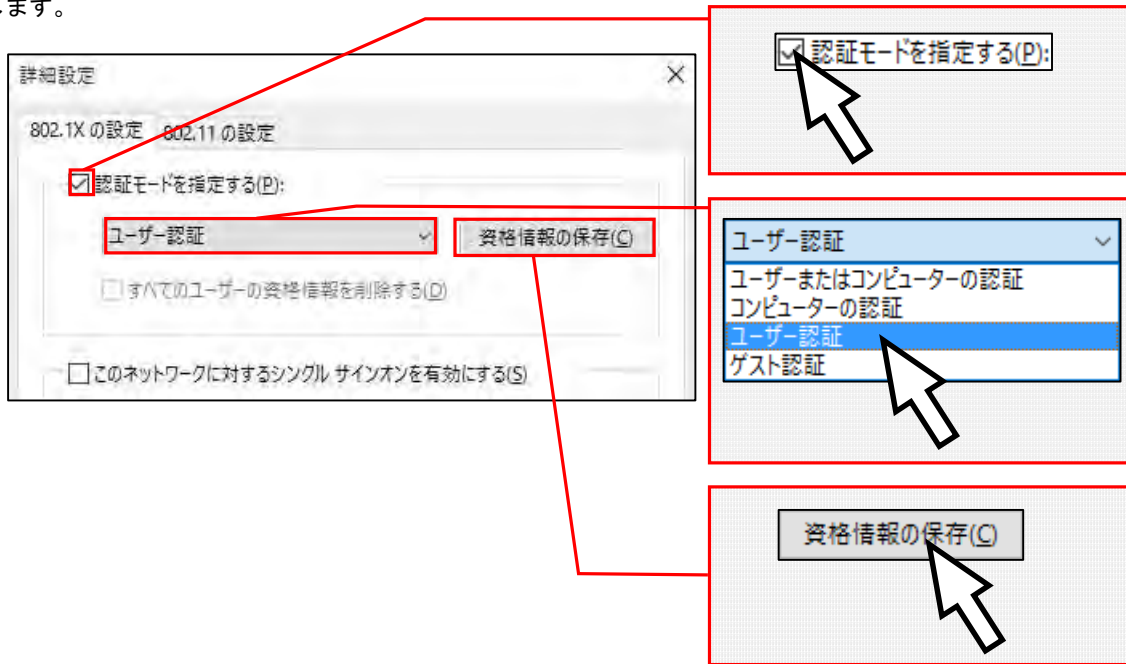 します。
詳細設定
802.1X の設定 802.11 の設定
認証モードを指定する(P):
ユーザー認証
資格情報の保存(C)
すべてのユーザーの資格情報を削除する(D)
このネットワークに対するシングル サインオンを有効にする(S)
認証モードを指定する(P):
ユーザー認証
ユーザーまたはコンピューターの認証
コンピューターの認証
ユーザー認証
ゲスト認証
資格情報の保存(C)